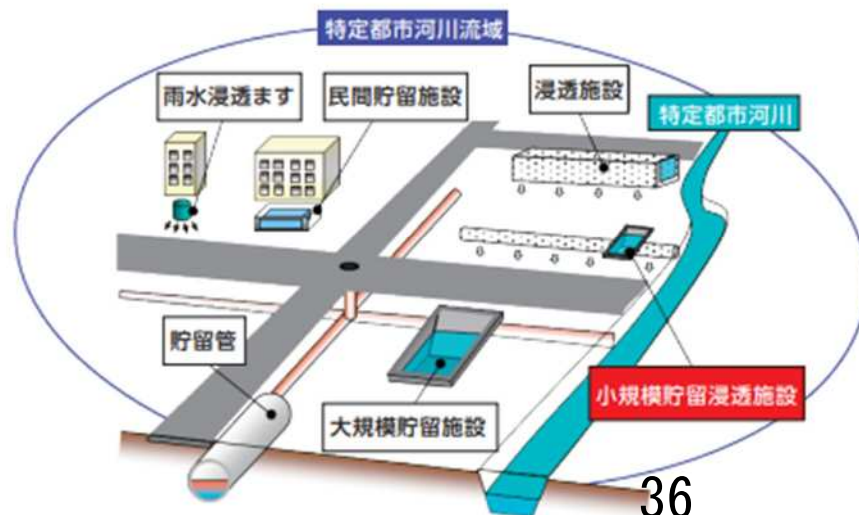 特定都市河川流域
雨水浸透ます
民間貯留施設
浸透施設
特定都市河川
貯留管
大規模貯留施設
小規模貯留浸透施設
36